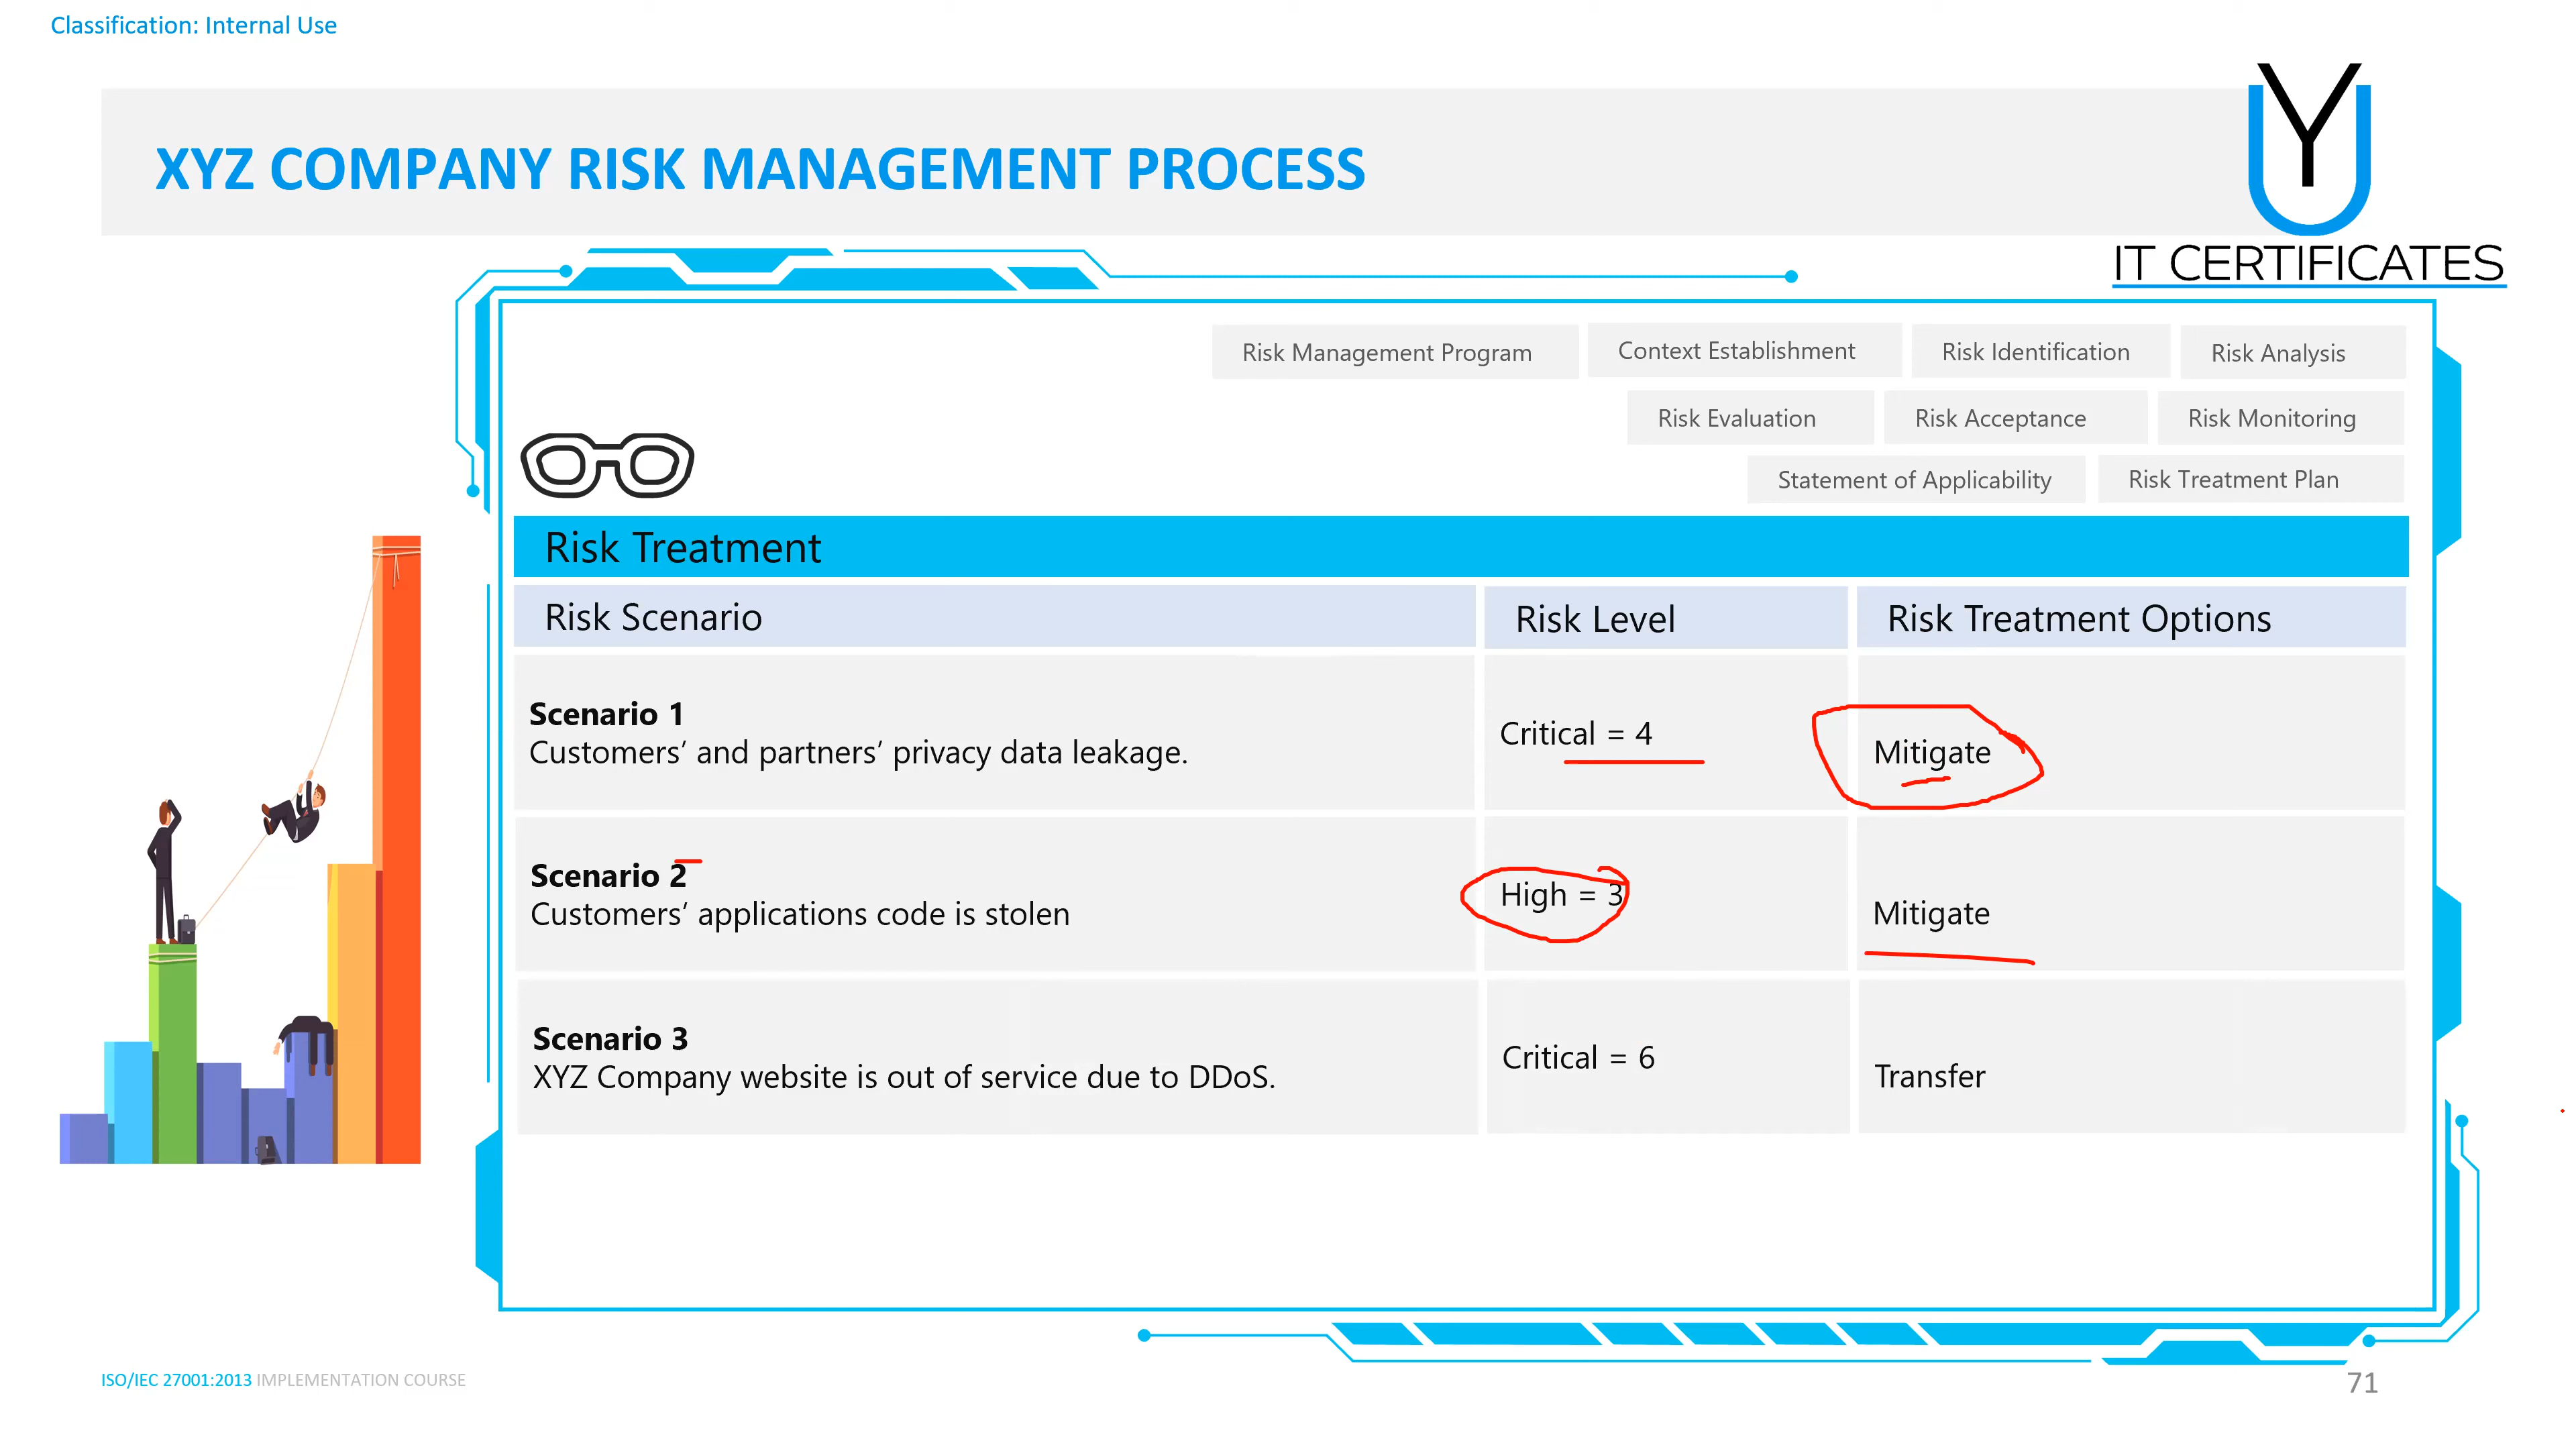 Classification: Internal Use
XYZ COMPANY RISK MANAGEMENT PROCESS
UY
IT CERTIFICATES
Risk Management Program
Context Establishment
Risk Identification
Risk Analysis
Risk Evaluation
Risk Acceptance
Risk Monitoring
Statement of Applicability
Risk Treatment Plan
Risk Treatment
Risk Scenario
Risk Level
Risk Treatment Options
Scenario 1
Customers’ and partners’ privacy data leakage.
Critical = 4
Mitigate
Scenario 2
Customers’ applications code is stolen
High = 3
Mitigate
Scenario 3
XYZ Company website is out of service due to DDoS.
Critical = 6
Transfer
ISO/IEC 27001:2013 IMPLEMENTATION COURSE
71